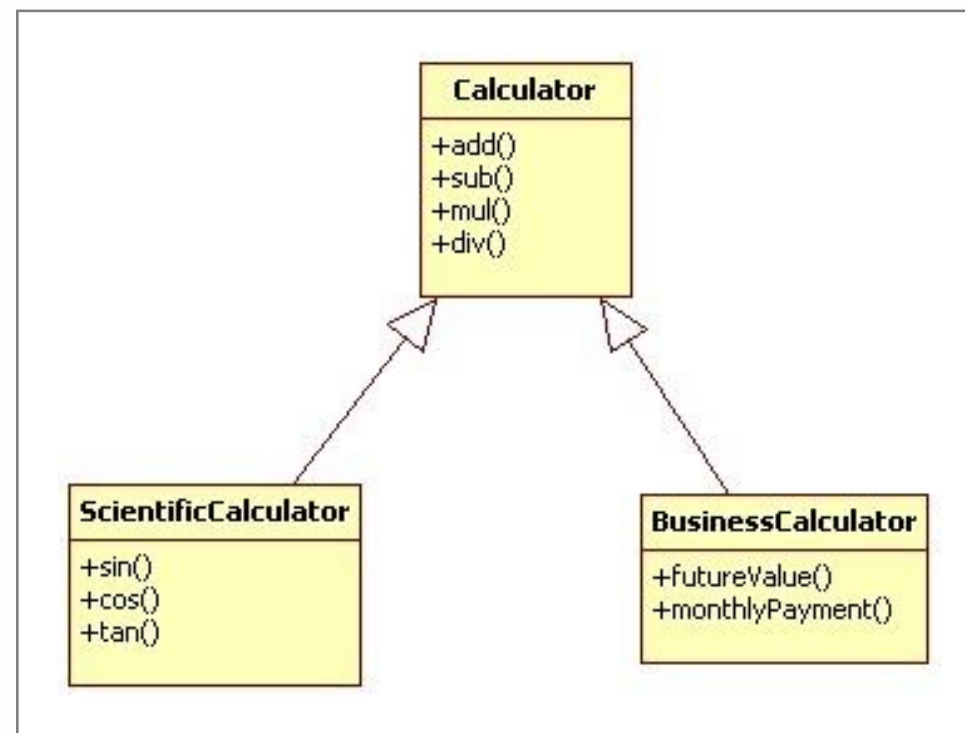 Calculator
+add()
+sub()
+mul()
+div()
ScientificCalculator
+sin()
+cos()
+tan()
BusinessCalculator
+futureValue()
+monthlyPayment()